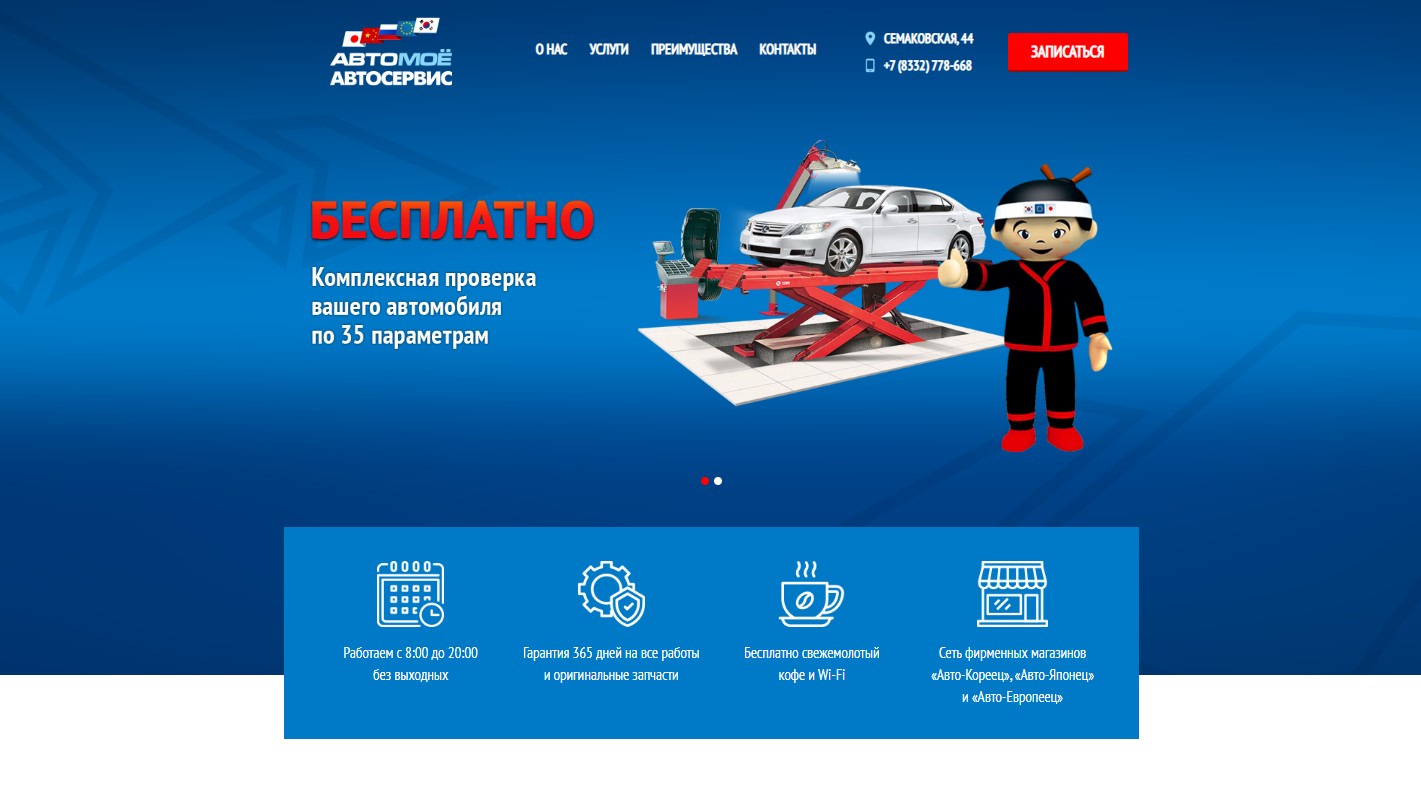 АВТОМОЁ
АВТОСЕРВИС
О НАС
УСЛУГИ
ПРЕИМУЩЕСТВА
КОНТАКТЫ
СЕМАКОВСКАЯ, 44
+7 (8332) 778-668
ЗАПИСАТЬСЯ
БЕСПЛАТНО
Комплексная проверка
вашего автомобиля
по 35 параметрам
Работаем с 8:00 до 20:00
без выходных
Гарантия 365 дней на все работы
и оригинальные запчасти
Бесплатно свежемолотый
кофе и Wi-Fi
Сеть фирменных магазинов
«Авто-Кореец», «Авто-Японец»
и «Авто-Европеец»